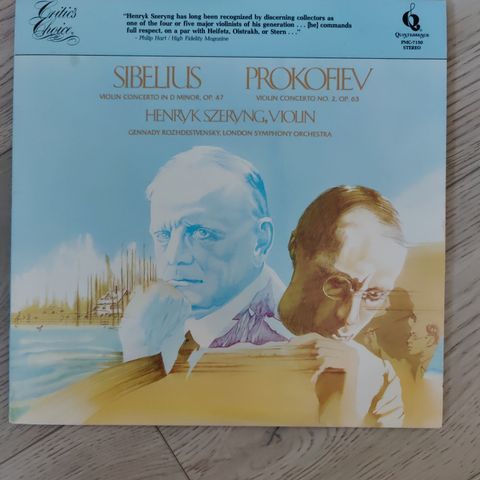 Critic's
Choice
"Henryk Szeryng has long been recognized by discerning collectors as
one of the four or five major violinists of his generation . . . [he] commands
full respect, on a par with Heifetz, Oistrakh, or Stern . . ."
- Philip Hart / High Fidelity Magazine
QUINTESSENCE
PMC-7150
STEREO
SIBELIUS PROKOFIEV
VIOLIN CONCERTO IN D MINOR, OP. 47 VIOLIN CONCERTO NO. 2, OP. 63
HENRYK SZERYNG, VIOLIN
GENNADY ROZHDESTVENSKY, LONDON SYMPHONY ORCHESTRA